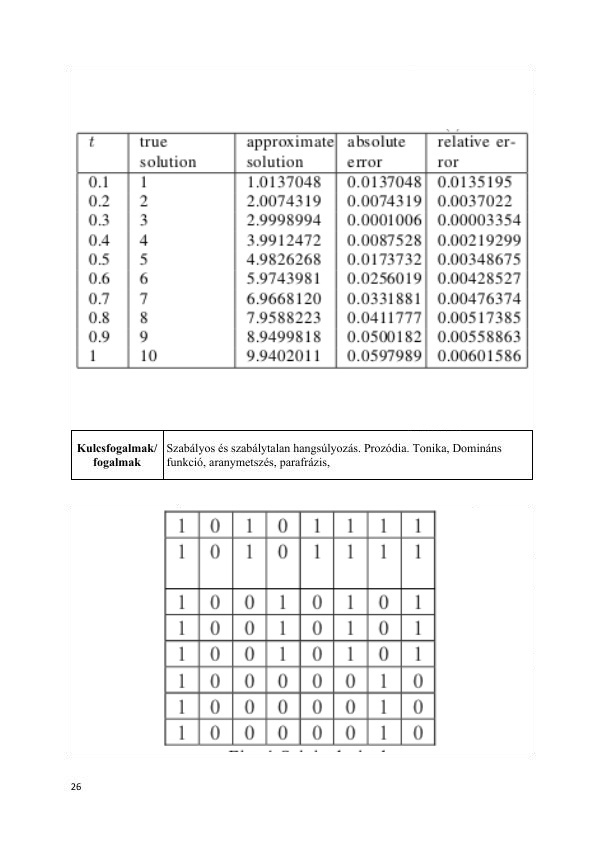 t true approximate absolute relative er-
solution solution error ror
0.1 1 1.0137048 0.0137048 0.0135195
0.2 2 2.0074319 0.0074319 0.0037022
0.3 3 2.9998994 0.0001006 0.00003354
0.4 4 3.9912472 0.0087528 0.00219299
0.5 5 4.9826268 0.0173732 0.00348675
0.6 6 5.9743981 0.0256019 0.00428527
0.7 7 6.9668120 0.0331881 0.00476374
0.8 8 7.9588223 0.0411777 0.00517385
0.9 9 8.9499818 0.0500182 0.00558863
1 10 9.9402011 0.0597989 0.00601586
Kulcsfogalmak/ Szabályos és szabálytalan hangsúlyozás. Prozódia. Tonika, Domináns
fogalmak funkció, aranymetszés, parafrázis,
1 0 1 0 1 1 1 1
1 0 1 0 1 1 1 1
1 0 0 1 0 1 0 1
1 0 0 1 0 1 0 1
1 0 0 1 0 1 0 1
1 0 0 0 0 0 1 0
1 0 0 0 0 0 1 0
1 0 0 0 0 0 1 0
26